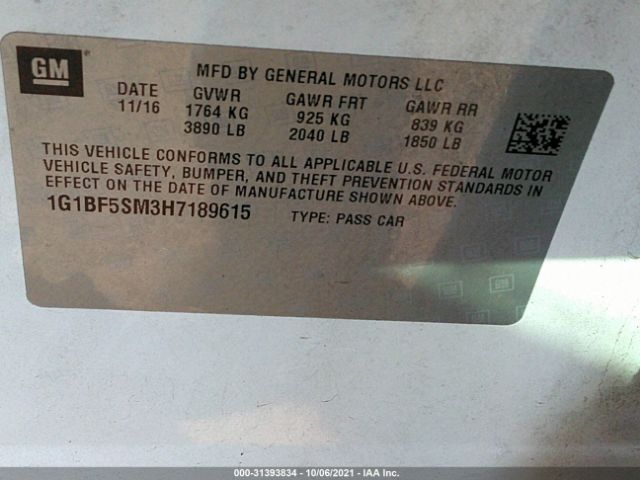 GM ®
MFD BY GENERAL MOTORS LLC
DATE GVWR GAWR FRT GAWR RR
11/16 1764 KG 925 KG 839 KG
3890 LB 2040 LB 1850 LB
THIS VEHICLE CONFORMS TO ALL APPLICABLE U.S. FEDERAL MOTOR
VEHICLE SAFETY, BUMPER, AND THEFT PREVENTION STANDARDS IN
EFFECT ON THE DATE OF MANUFACTURE SHOWN ABOVE.
1G1BF5SM3H7189615 TYPE: PASS CAR
GM
000-31393834 - 10/06/2021 - IAA Inc.